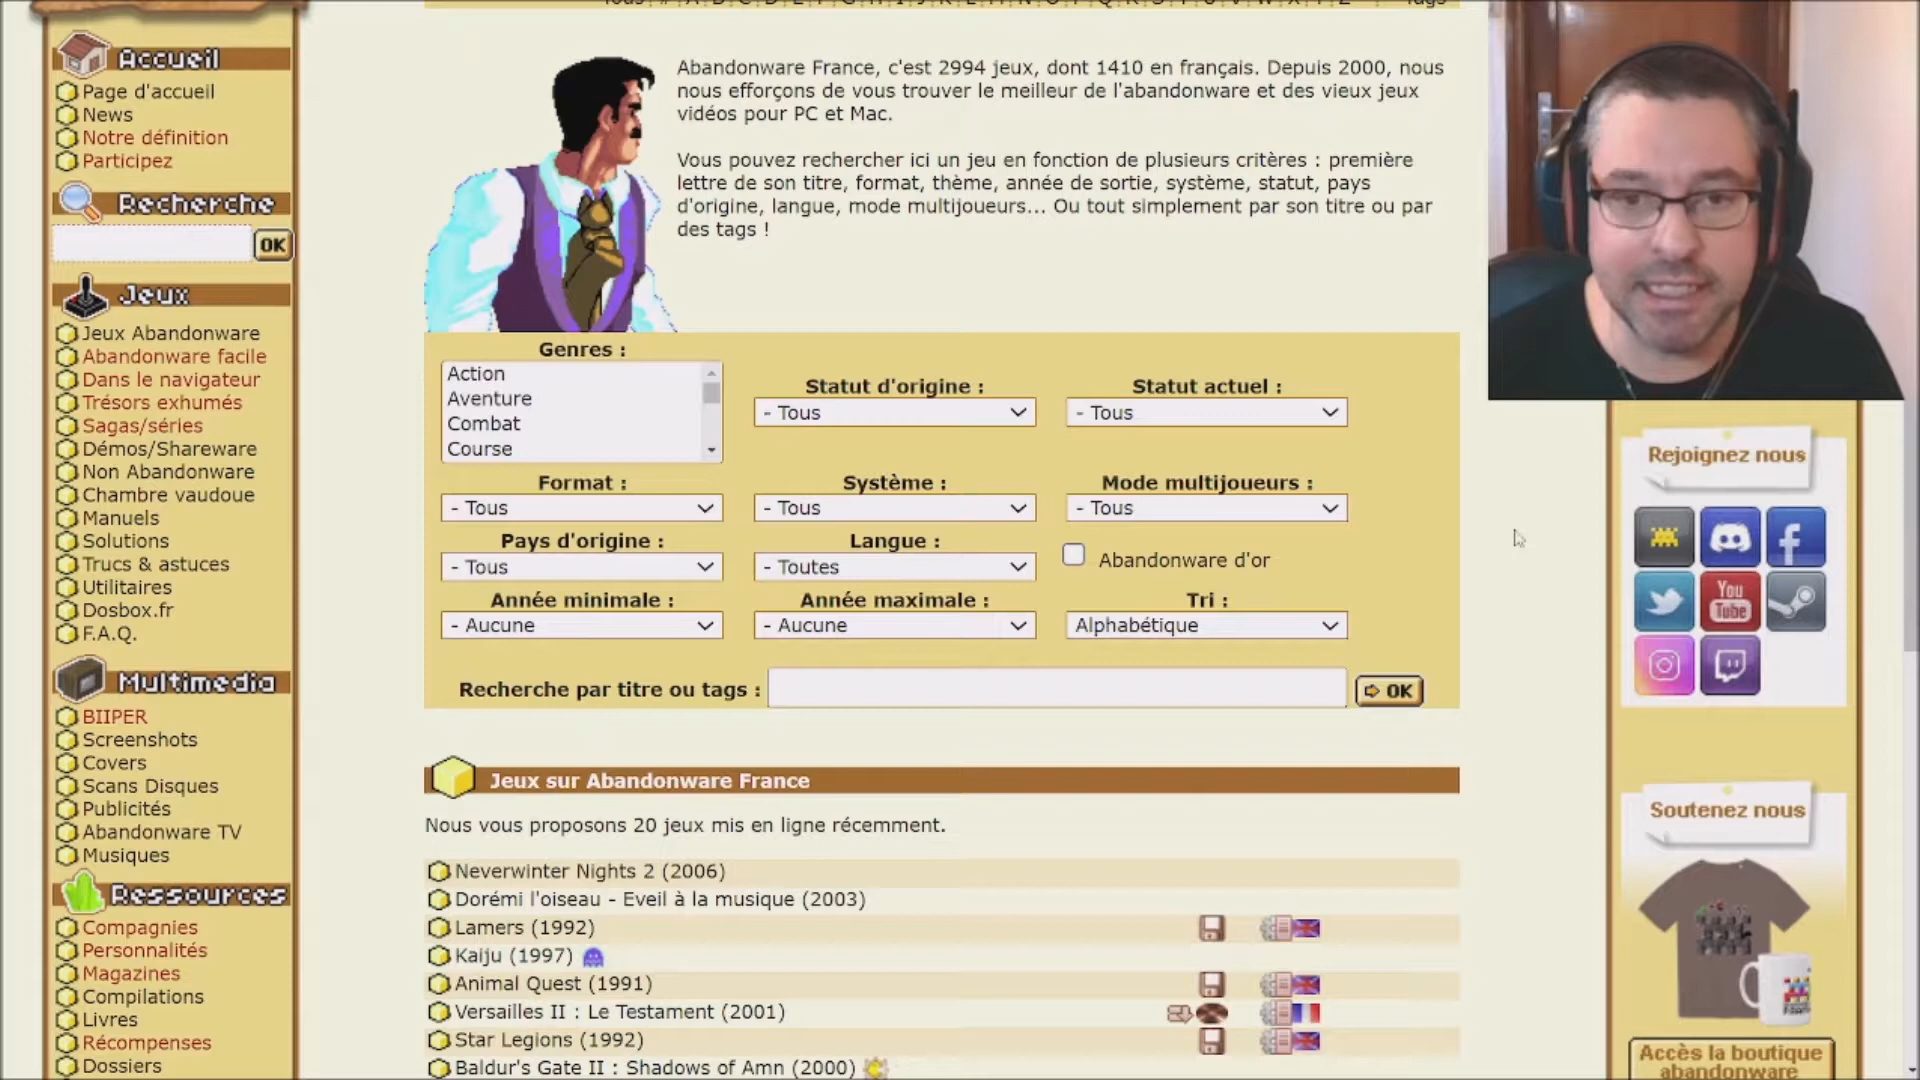 Tous # A B C D E F G H I J K L M N O P Q R S T U V W X Y Z ? Tags
Accueil
Page d'accueil
News
Notre définition
Participez
Recherche
OK
Jeux
Jeux Abandonware
Abandonware facile
Dans le navigateur
Trésors exhumés
Sagas/séries
Démos/Shareware
Non Abandonware
Chambre vaudoue
Manuels
Solutions
Trucs & astuces
Utilitaires
Dosbox.fr
F.A.Q.
Multimedia
BIIPER
Screenshots
Covers
Scans Disques
Publicités
Abandonware TV
Musiques
Ressources
Compagnies
Personnalités
Magazines
Compilations
Livres
Récompenses
Dossiers
Abandonware France, c'est 2994 jeux, dont 1410 en français. Depuis 2000, nous
nous efforçons de vous trouver le meilleur de l'abandonware et des vieux jeux
vidéos pour PC et Mac.
Vous pouvez rechercher ici un jeu en fonction de plusieurs critères : première
lettre de son titre, format, thème, année de sortie, système, statut, pays
d'origine, langue, mode multijoueurs... Ou tout simplement par son titre ou par
des tags !
Genres :
Action
Aventure
Combat
Course
Statut d'origine :
- Tous
Statut actuel :
- Tous
Format :
- Tous
Système :
- Tous
Mode multijoueurs :
- Tous
Pays d'origine :
- Tous
Langue :
- Toutes
Abandonware d'or
Année minimale :
- Aucune
Année maximale :
- Aucune
Tri :
Alphabétique
Recherche par titre ou tags :
OK
Jeux sur Abandonware France
Nous vous proposons 20 jeux mis en ligne récemment.
Neverwinter Nights 2 (2006)
Dorémi l'oiseau - Eveil à la musique (2003)
Lamers (1992)
Kaiju (1997)
Animal Quest (1991)
Versailles II : Le Testament (2001)
Star Legions (1992)
Baldur's Gate II : Shadows of Amn (2000)
Rejoignez nous
You
Tube
Soutenez nous
Accès la boutique
abandonware